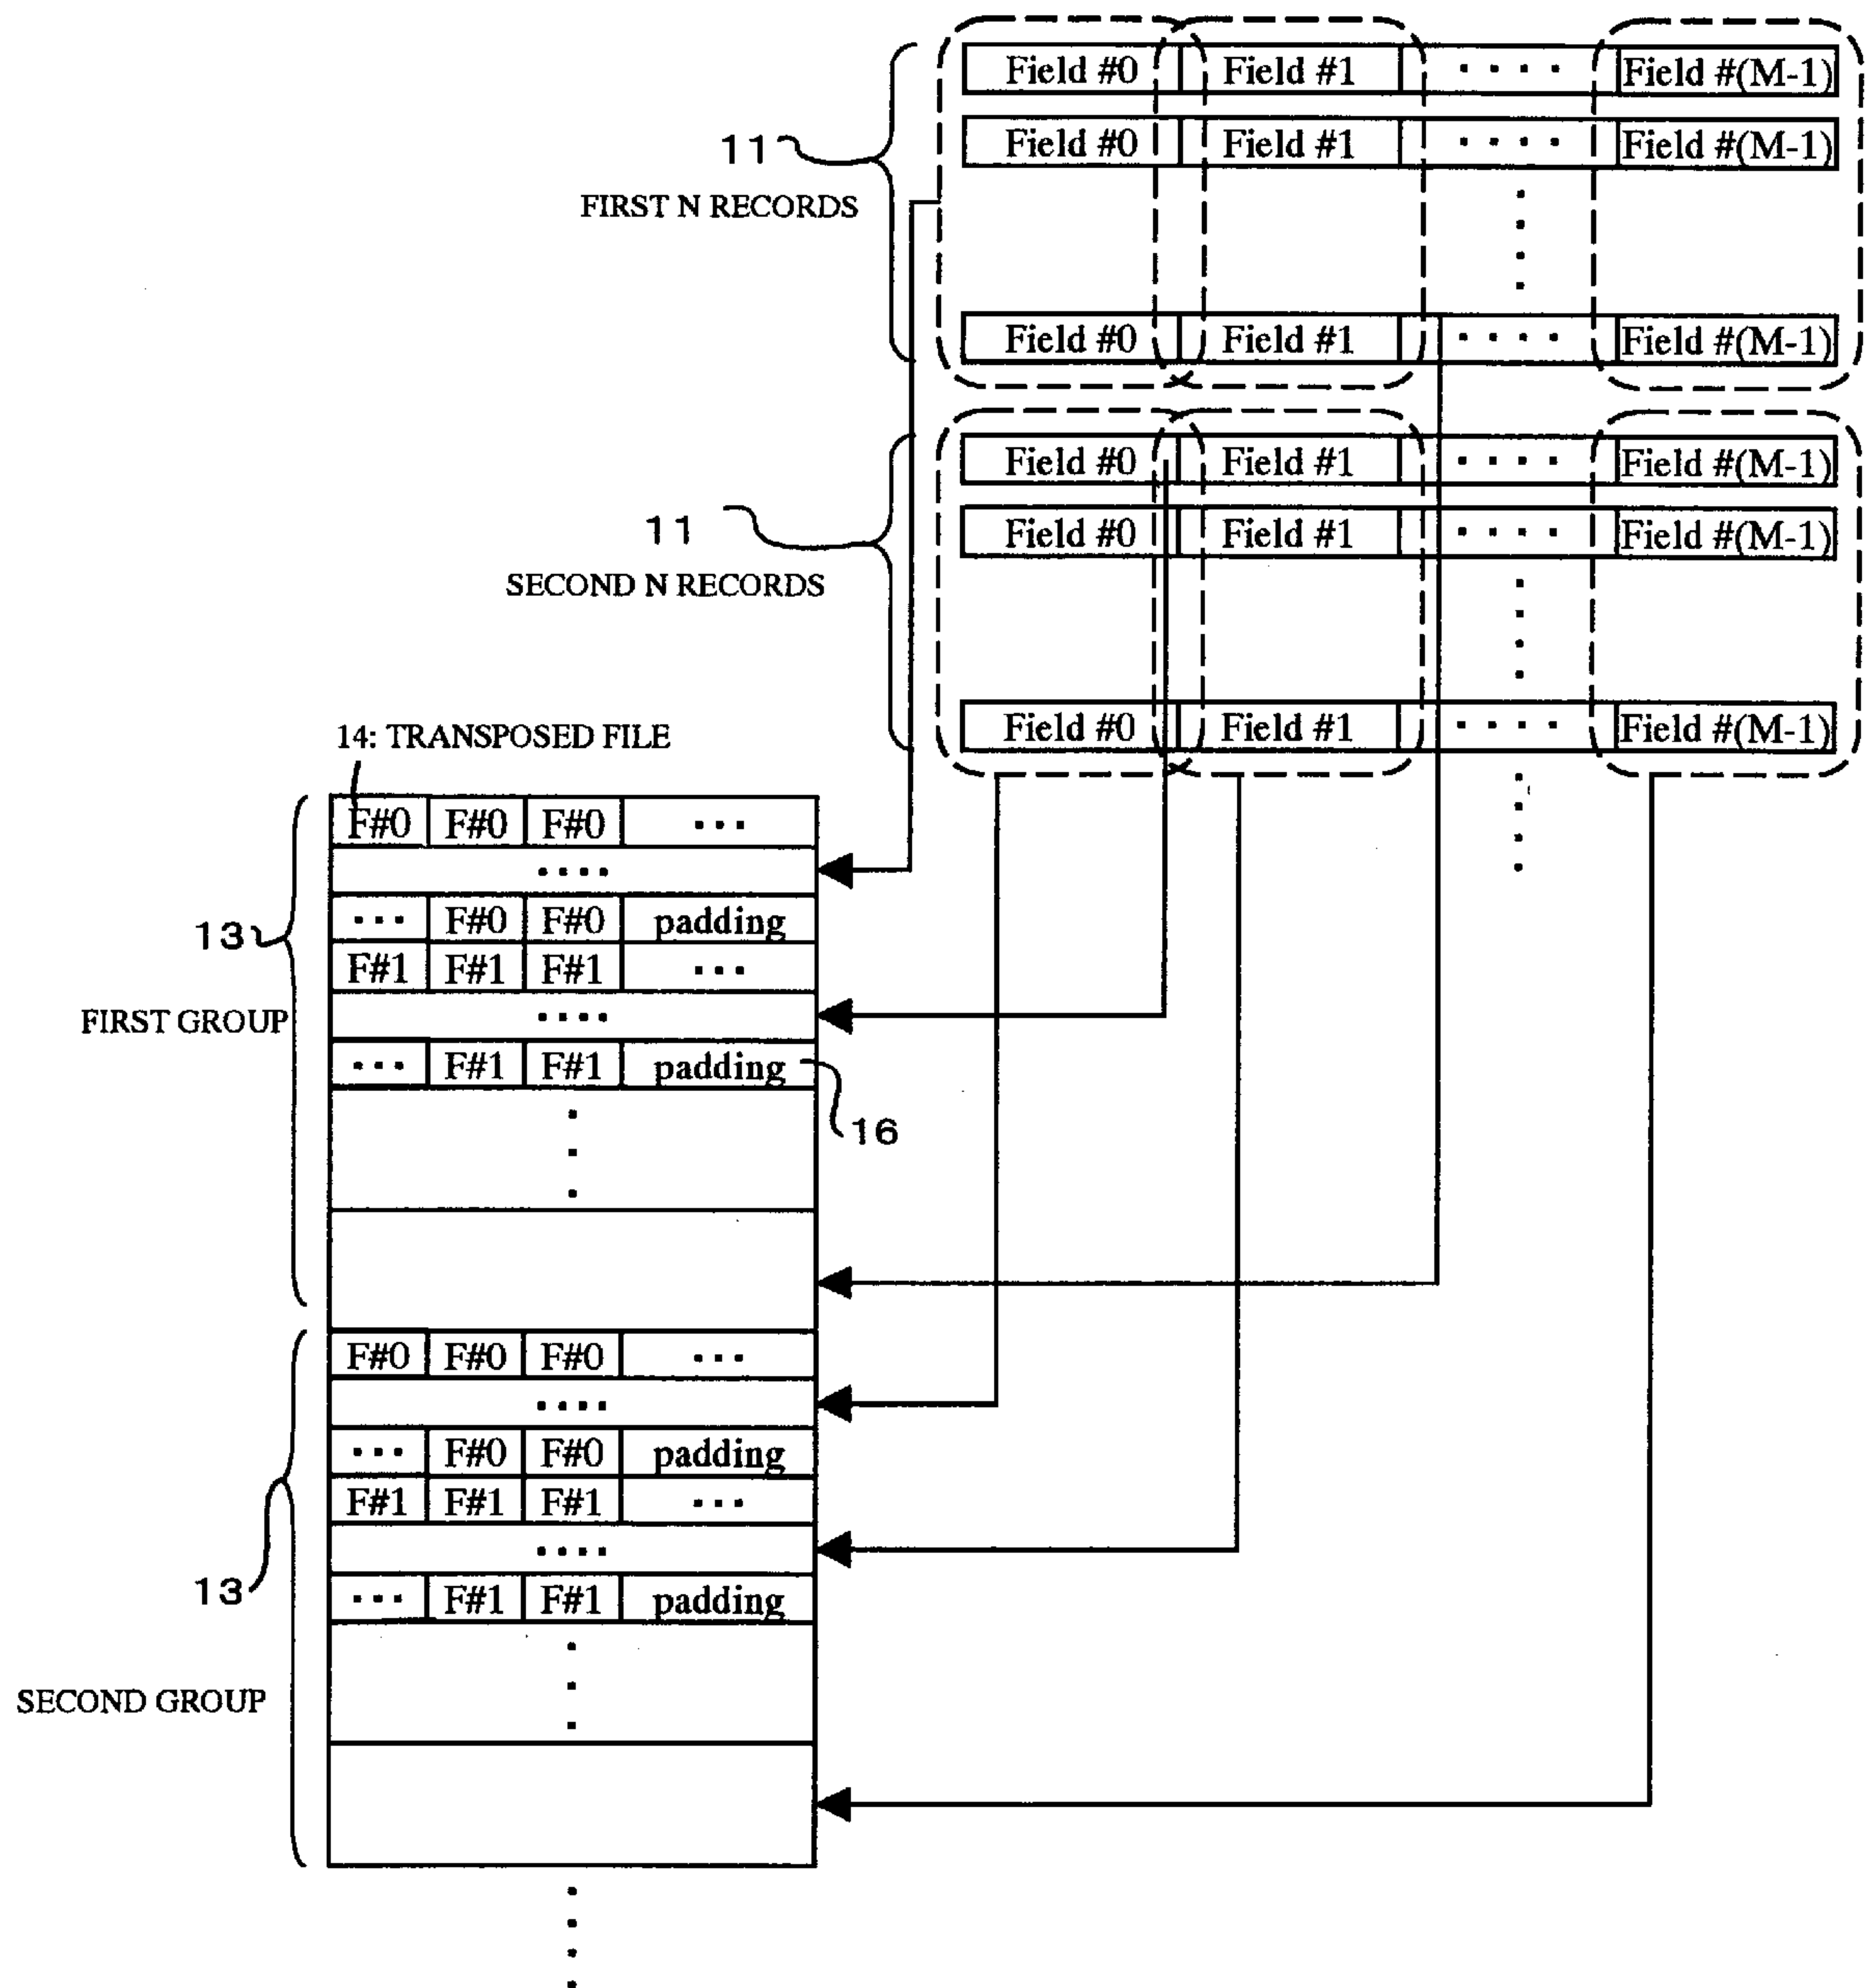 Field #0 Field #1 · · · · Field #(M-1)
11 Field #0 Field #1 · · · · Field #(M-1)
FIRST N RECORDS
Field #0 Field #1 · · · · Field #(M-1)
Field #0 Field #1 · · · · Field #(M-1)
11 Field #0 Field #1 · · · · Field #(M-1)
SECOND N RECORDS
Field #0 Field #1 · · · · Field #(M-1)
14: TRANSPOSED FILE
F#0 F#0 F#0 · · ·
· · · ·
13 · · · F#0 F#0 padding
F#1 F#1 F#1 · · ·
FIRST GROUP · · · ·
· · · F#1 F#1 padding
16
F#0 F#0 F#0 · · ·
· · · ·
· · · F#0 F#0 padding
F#1 F#1 F#1 · · ·
· · · ·
13 · · · F#1 F#1 padding
SECOND GROUP